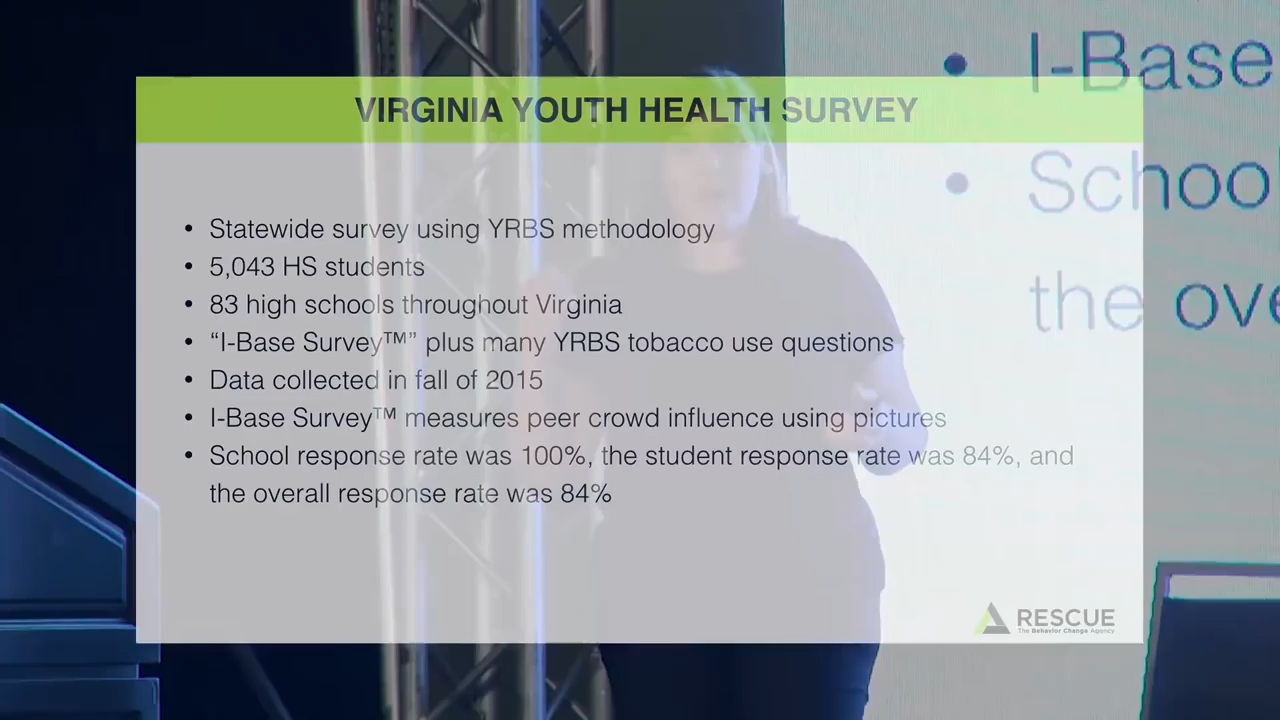 VIRGINIA YOUTH HEALTH SURVEY
• Statewide survey using YRBS methodology
• 5,043 HS students
• 83 high schools throughout Virginia
• “I-Base Survey™” plus many YRBS tobacco use questions
• Data collected in fall of 2015
• I-Base Survey™ measures peer crowd influence using pictures
• School response rate was 100%, the student response rate was 84%, and
the overall response rate was 84%
RESCUE
The Behavior Change Agency
• I-Base
• School
the ove